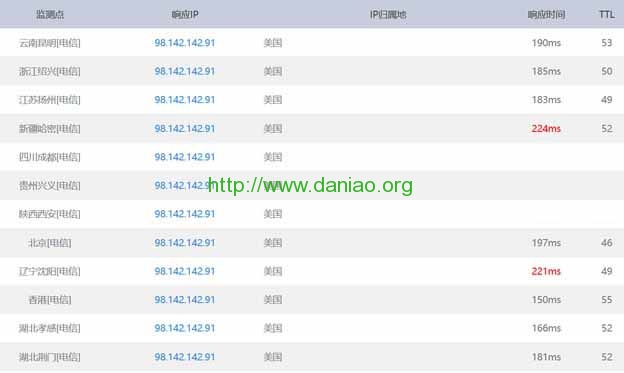 监测点 响应IP IP归属地 响应时间 TTL
云南昆明[电信] 98.142.142.91 美国 190ms 53
浙江绍兴[电信] 98.142.142.91 美国 185ms 50
江苏扬州[电信] 98.142.142.91 美国 183ms 49
新疆哈密[电信] 98.142.142.91 美国 224ms 52
四川成都[电信] 98.142.142.91 美国
贵州兴义[电信] 98.142.142.91 美国
http://www.daniao.org
陕西西安[电信] 98.142.142.91 美国
北京[电信] 98.142.142.91 美国 197ms 46
辽宁沈阳[电信] 98.142.142.91 美国 221ms 49
香港[电信] 98.142.142.91 美国 150ms 55
湖北孝感[电信] 98.142.142.91 美国 166ms 52
湖北荆门[电信] 98.142.142.91 美国 181ms 52